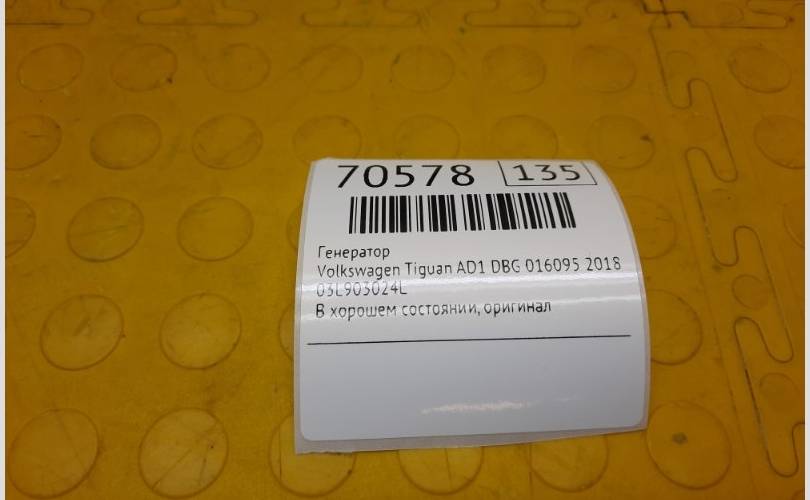 70578 135
Генератор
Volkswagen Tiguan AD1 DBG 016095 2018
03L903024L
В хорошем состоянии, оригинал